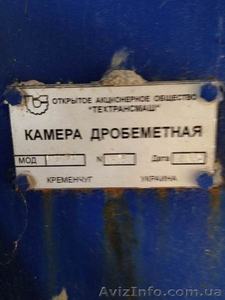 ОТКРЫТОЕ АКЦИОНЕРНОЕ ОБЩЕСТВО
"ТЕХТРАНСМАШ"
КАМЕРА ДРОБЕМЕТНАЯ
МОД N Дата
КРЕМЕНЧУГ УКРАИНА
AvizInfo.com.ua